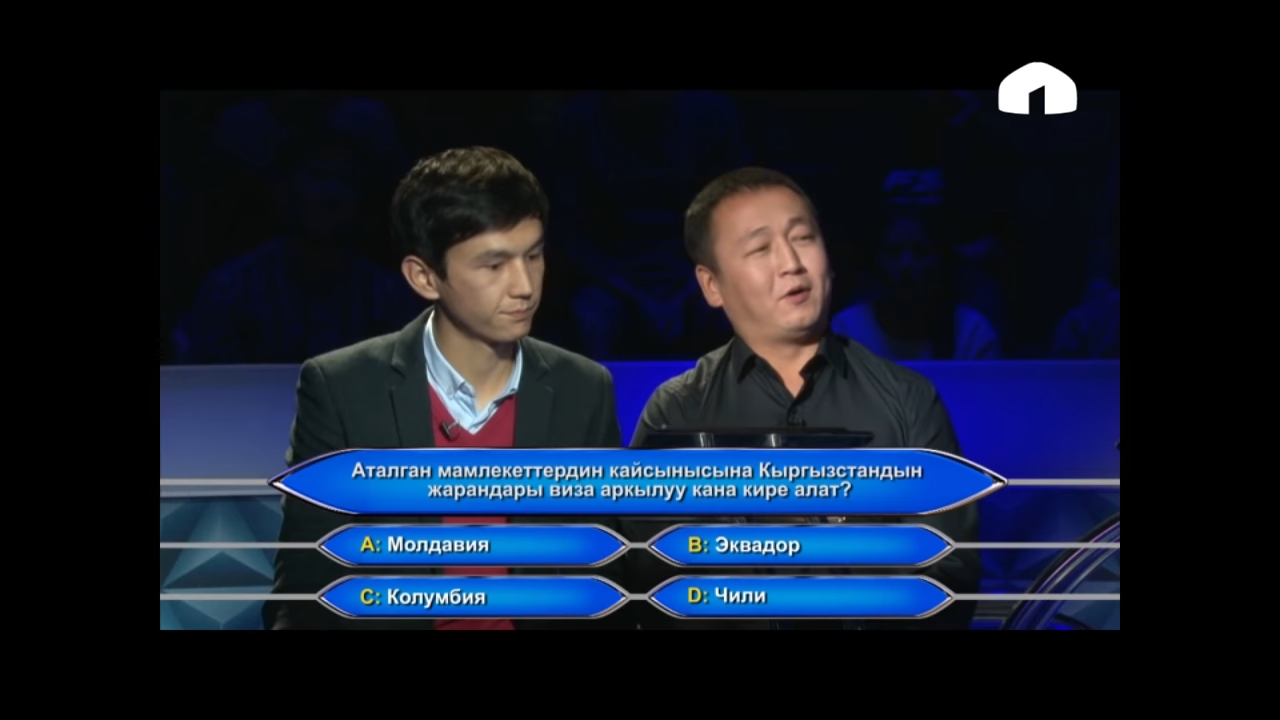 Аталган мамлекеттердин кайсынысына Кыргызстандын
жарандары виза аркылуу кана кире алат?
A: Молдавия
B: Эквадор
C: Колумбия
D: Чили